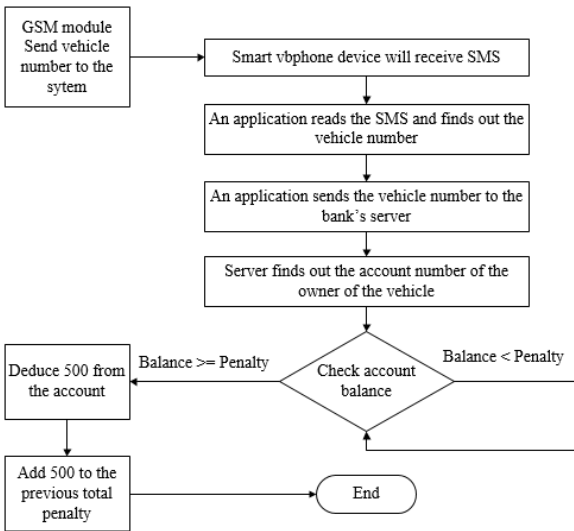 GSM module
Send vehicle
number to the
sytem
Smart vbphone device will receive SMS
An application reads the SMS and finds out the
vehicle number
An application sends the vehicle number to the
bank’s server
Server finds out the account number of the
owner of the vehicle
Balance >= Penalty
Balance < Penalty
Check account
balance
Deduce 500 from
the account
Add 500 to the
previous total
penalty
End